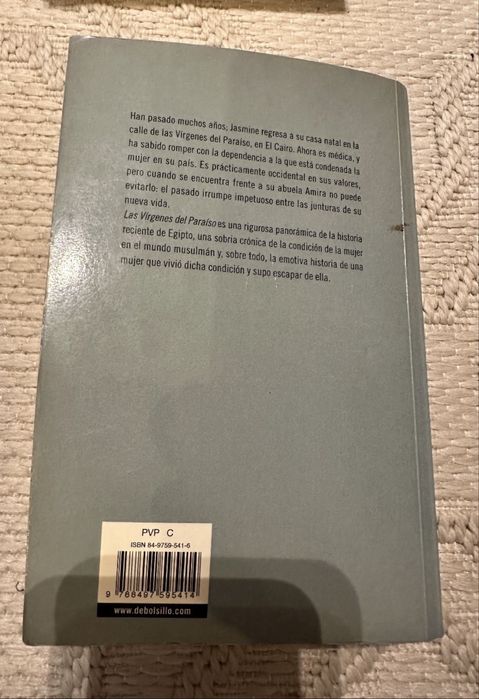 Han pasado muchos años; Jasmine regresa a su casa natal en la
calle de las Vírgenes del Paraíso, en El Cairo. Ahora es médica, y
ha sabido romper con la dependencia a la que está condenada la
mujer en su país. Es prácticamente occidental en sus valores,
pero cuando se encuentra frente a su abuela Amira no puede
evitarlo: el pasado irrumpe impetuoso entre las junturas de su
nueva vida.
Las Vírgenes del Paraíso es una rigurosa panorámica de la historia
reciente de Egipto, una sobria crónica de la condición de la mujer
en el mundo musulmán y, sobre todo, la emotiva historia de una
mujer que vivió dicha condición y supo escapar de ella.
PVP C
ISBN 84-9759-541-6
9 788497 595414
www.debolsillo.com